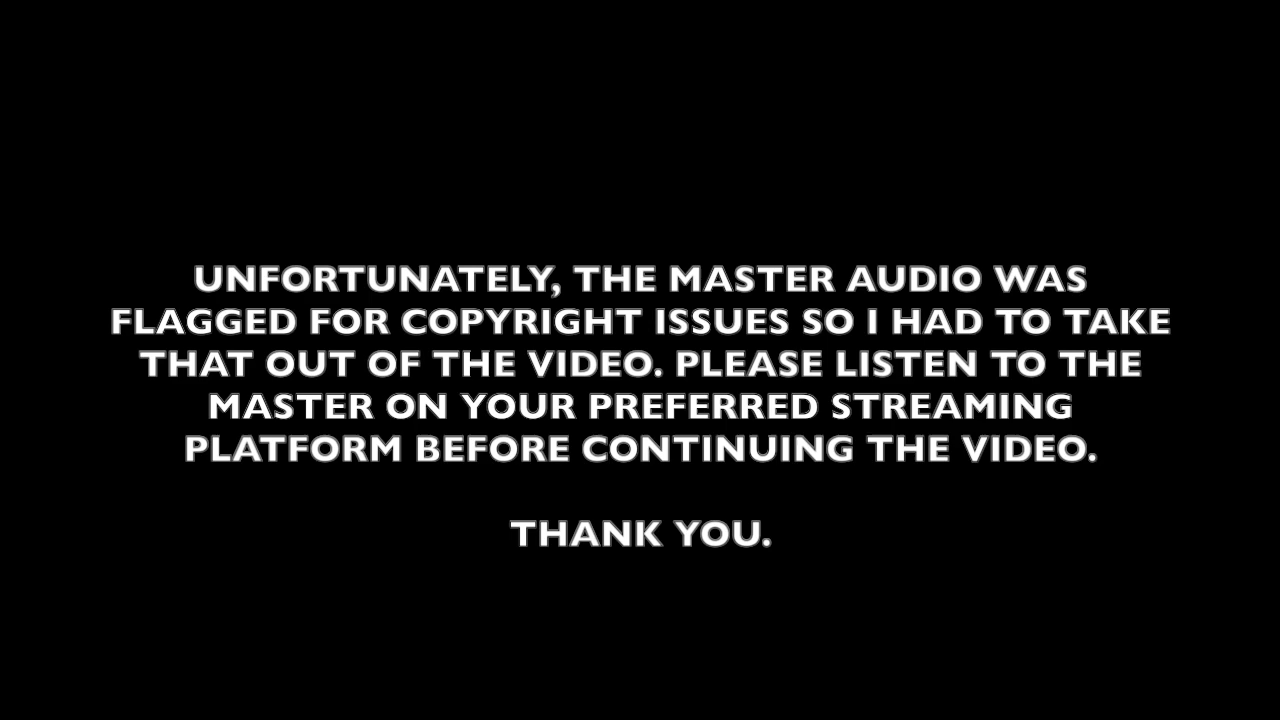 UNFORTUNATELY, THE MASTER AUDIO WAS
FLAGGED FOR COPYRIGHT ISSUES SO I HAD TO TAKE
THAT OUT OF THE VIDEO. PLEASE LISTEN TO THE
MASTER ON YOUR PREFERRED STREAMING
PLATFORM BEFORE CONTINUING THE VIDEO.
THANK YOU.